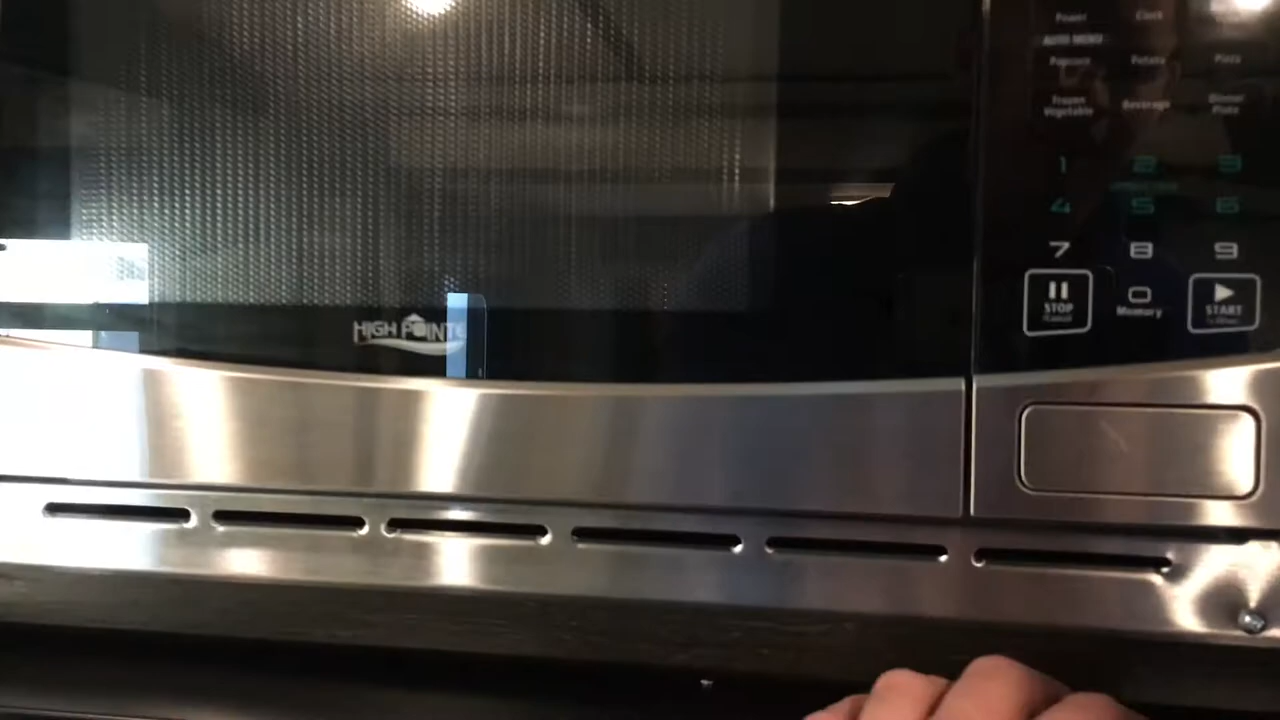 Power Clock
AUTO MENU
Popcorn Potato Pizza
Frozen Vegetable Beverage Dinner Plate
1 2 3
4 5 6
7 8 9
STOP 0 START
Memory
HIGH POINTE